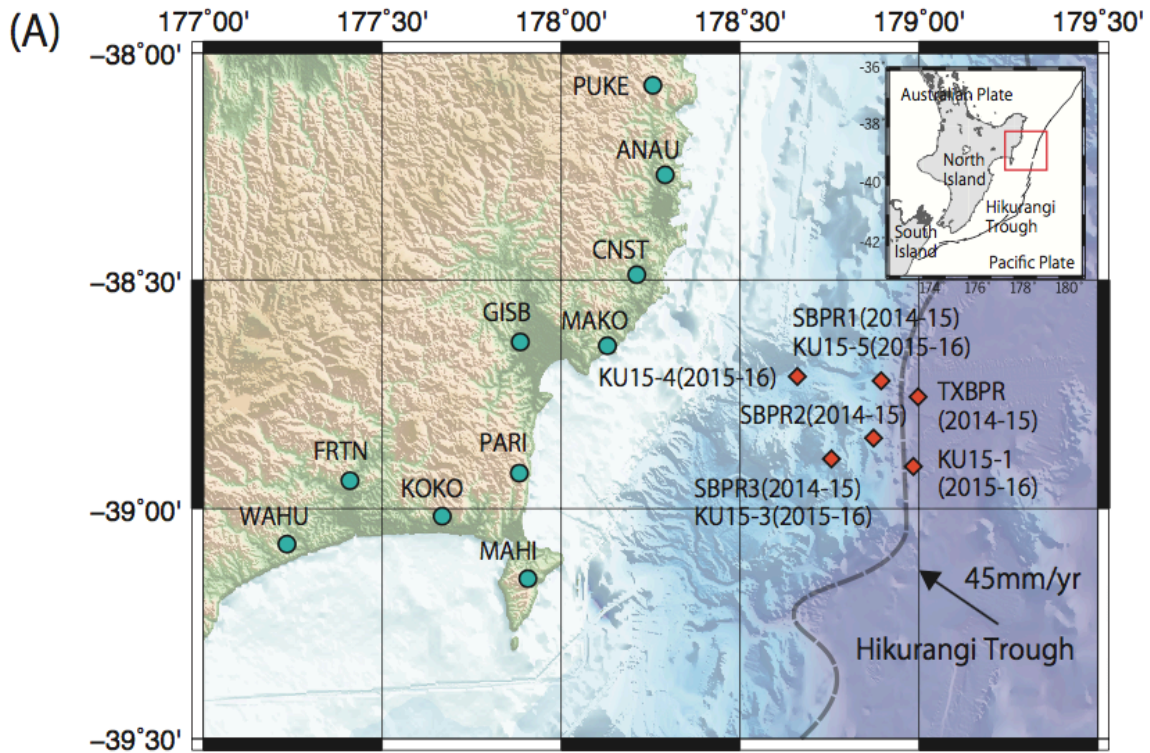 (A)
177˚00' 177˚30' 178˚00' 178˚30' 179˚00' 179˚30'
−38˚00'
−38˚30'
−39˚00'
−39˚30'
PUKE
ANAU
CNST
GISB
MAKO
FRTN
PARI
KOKO
WAHU
MAHI
KU15-4(2015-16)
SBPR1(2014-15)
KU15-5(2015-16)
SBPR2(2014-15)
TXBPR
(2014-15)
KU15-1
(2015-16)
SBPR3(2014-15)
KU15-3(2015-16)
45mm/yr
Hikurangi Trough
-36
-38
-40
-42
Australian Plate
North
Island
Hikurangi
Trough
South
Island
Pacific Plate
174 176 178 180